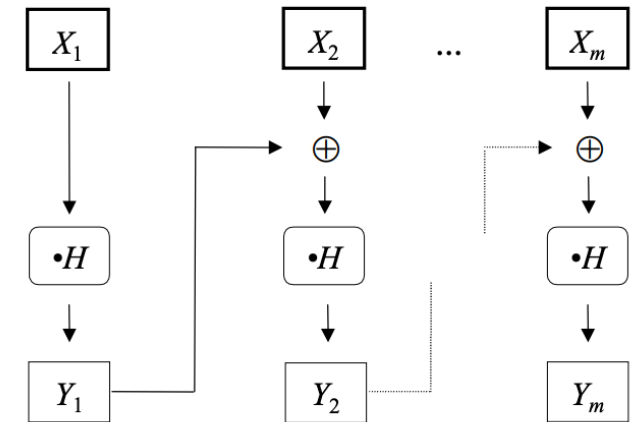 X₁ X₂ ... Xₘ
⊕ ⊕
•H •H •H
Y₁ Y₂ Yₘ